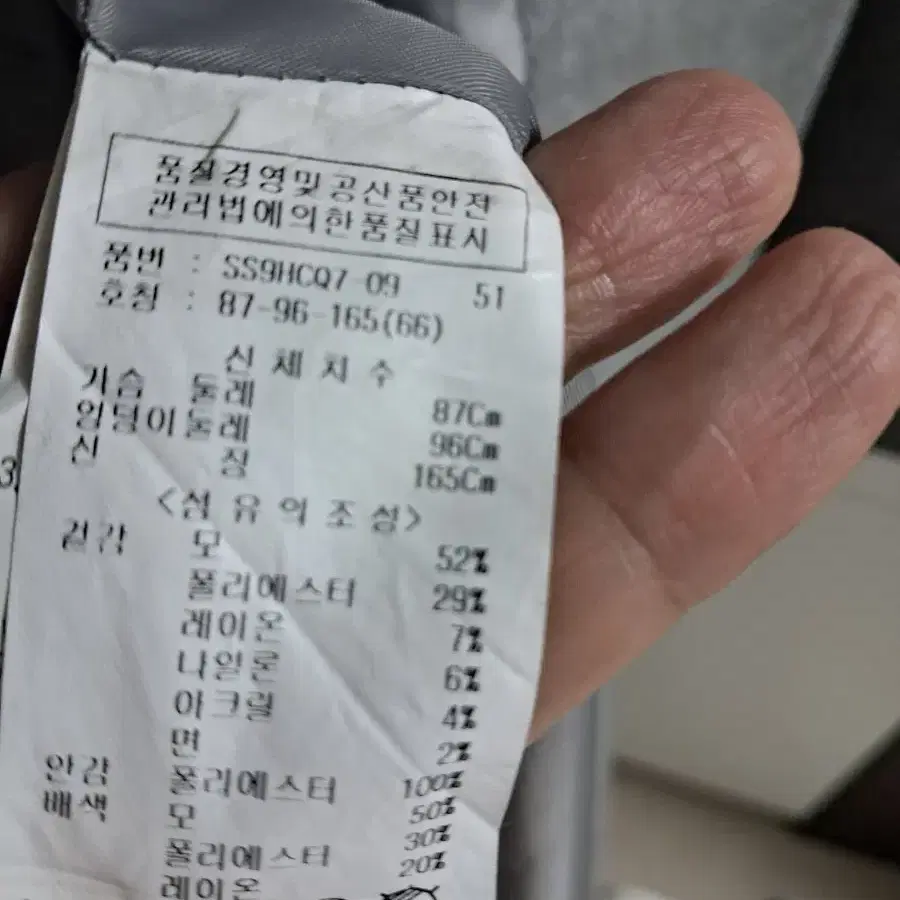 품질경영및공산품안전
관리법에의한품질표시
품번 : SS9HCQ7-09 51
호칭 : 87-96-165(66)
신체치수
가슴둘레 87Cm
엉덩이둘레 96Cm
신장 165Cm
<섬유의조성>
겉감 모 52%
폴리에스터 29%
레이온 7%
나일론 6%
아크릴 4%
면 2%
안감 폴리에스터 100%
배색 모 50%
폴리에스터 30%
레이온 20%
3